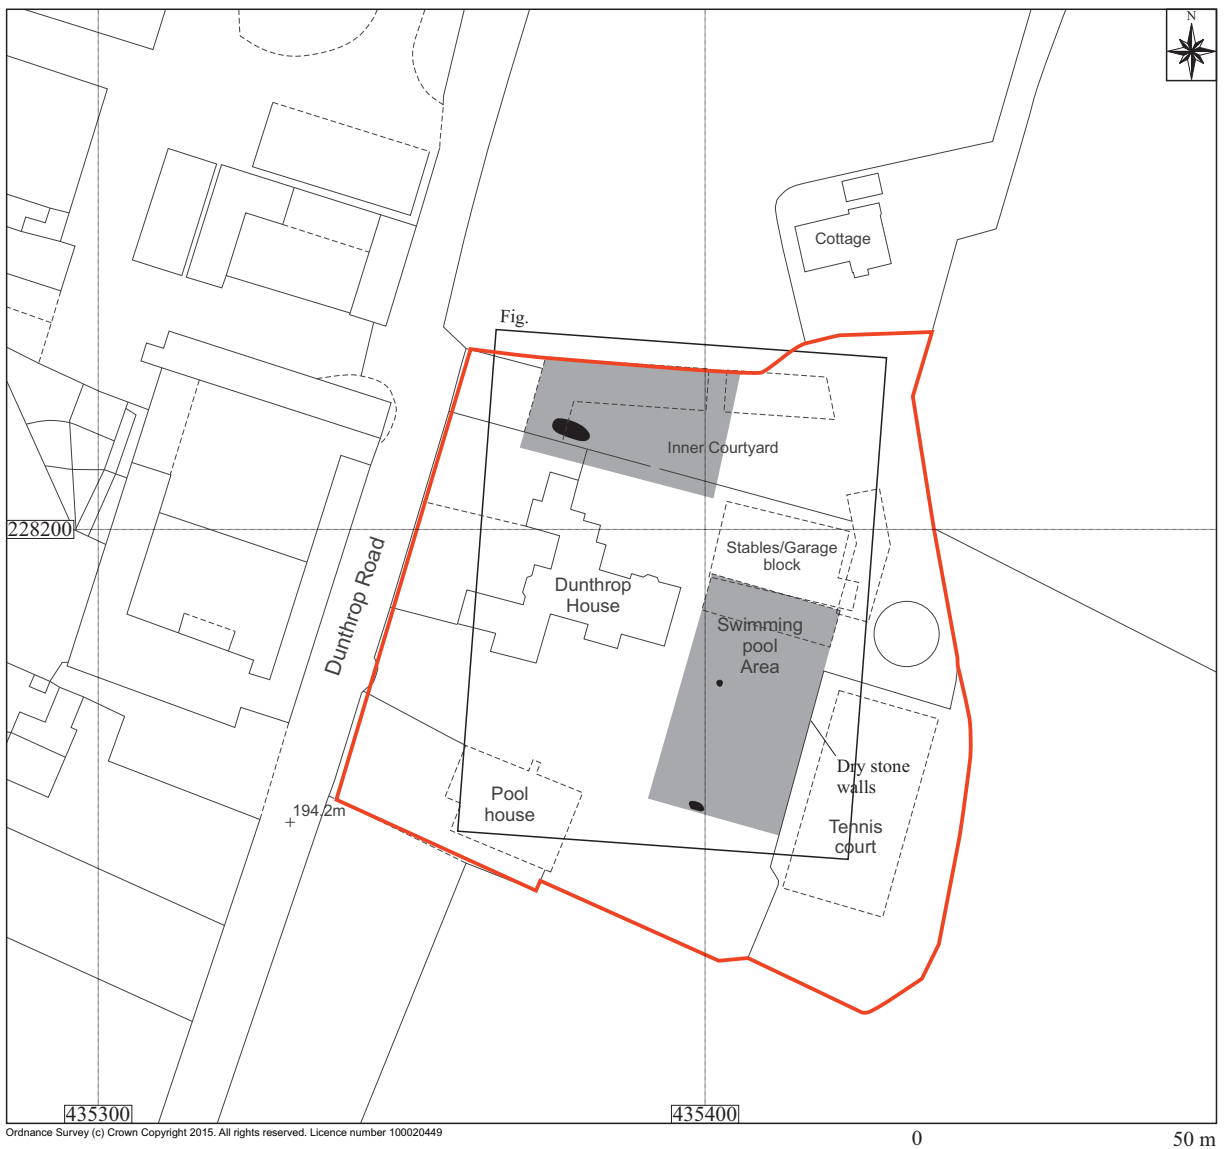 N
Cottage
Fig.
Inner Courtyard
228200
Stables/Garage
block
Dunthrop
House
Dunthrop Road
Swimming
pool
Area
Dry stone
walls
Pool
house
194.2m
Tennis
court
435300
435400
Ordnance Survey (c) Crown Copyright 2015. All rights reserved. Licence number 100020449
0
50 m